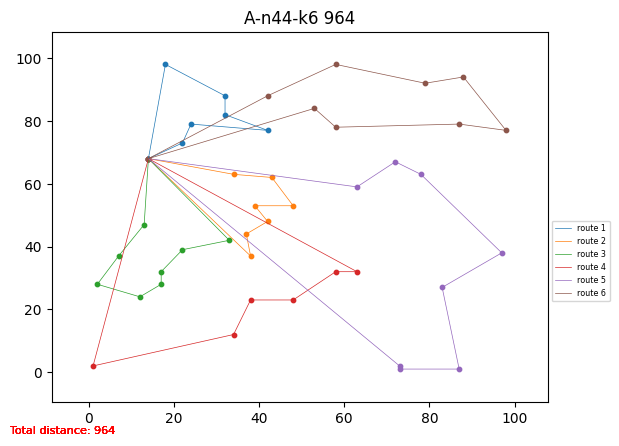 A-n44-k6 964
100
80
60
40
20
0
0 20 40 60 80 100
route 1
route 2
route 3
route 4
route 5
route 6
Total distance: 964